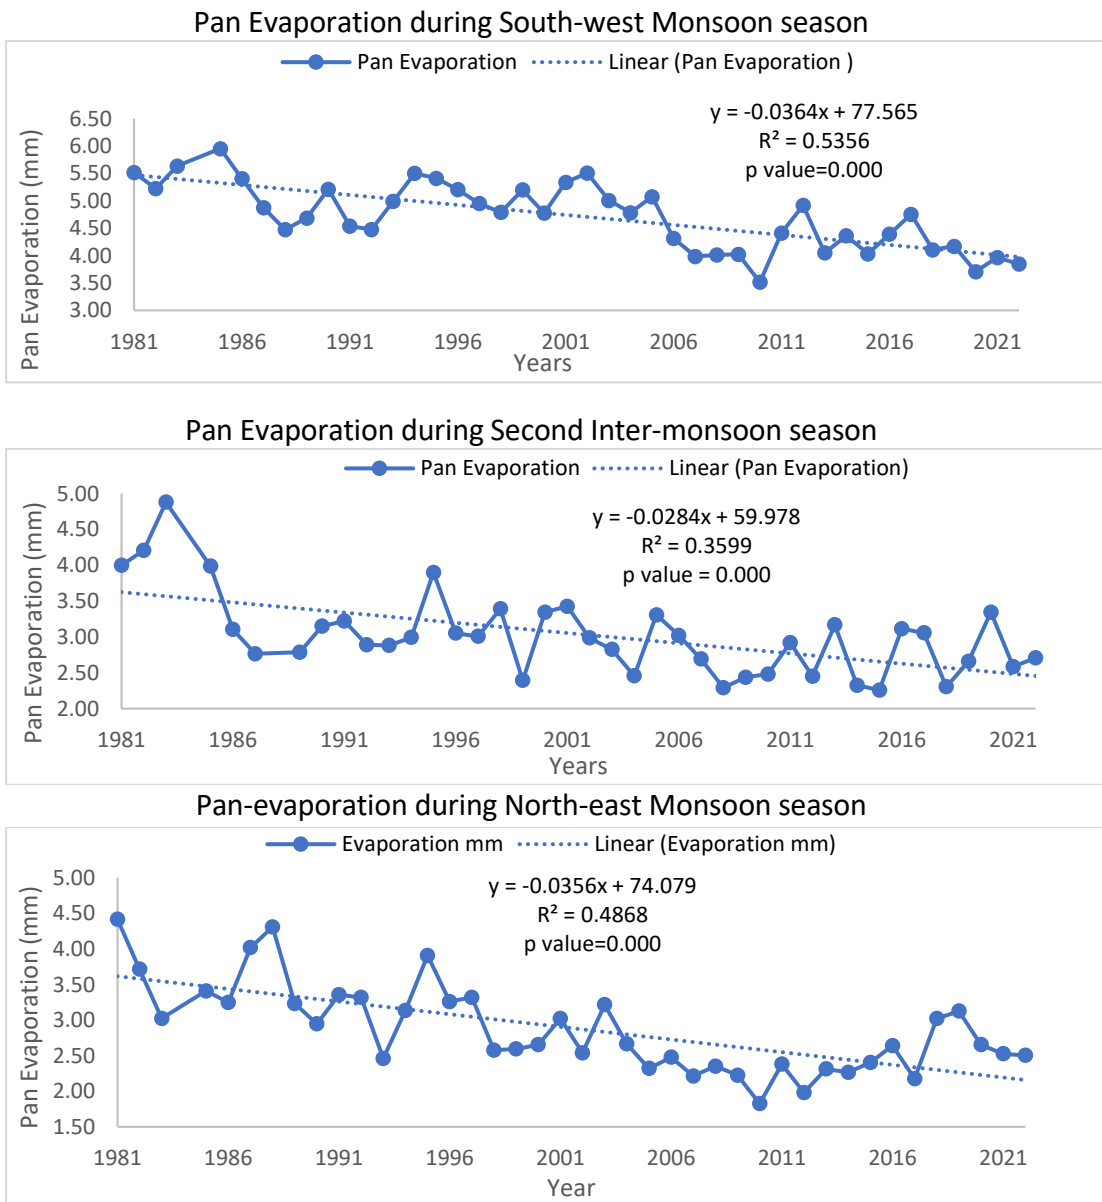 Pan Evaporation during South-west Monsoon season
Pan Evaporation Linear (Pan Evaporation )
y = -0.0364x + 77.565
R² = 0.5356
p value=0.000
Pan Evaporation (mm)
6.50
6.00
5.50
5.00
4.50
4.00
3.50
3.00
1981 1986 1991 1996 2001 2006 2011 2016 2021
Years
Pan Evaporation during Second Inter-monsoon season
Pan Evaporation Linear (Pan Evaporation)
y = -0.0284x + 59.978
R² = 0.3599
p value = 0.000
Pan Evaporation (mm)
5.00
4.50
4.00
3.50
3.00
2.50
2.00
1981 1986 1991 1996 2001 2006 2011 2016 2021
Years
Pan-evaporation during North-east Monsoon season
Evaporation mm Linear (Evaporation mm)
y = -0.0356x + 74.079
R² = 0.4868
p value=0.000
Pan Evaporation (mm)
5.00
4.50
4.00
3.50
3.00
2.50
2.00
1.50
1981 1986 1991 1996 2001 2006 2011 2016 2021
Year